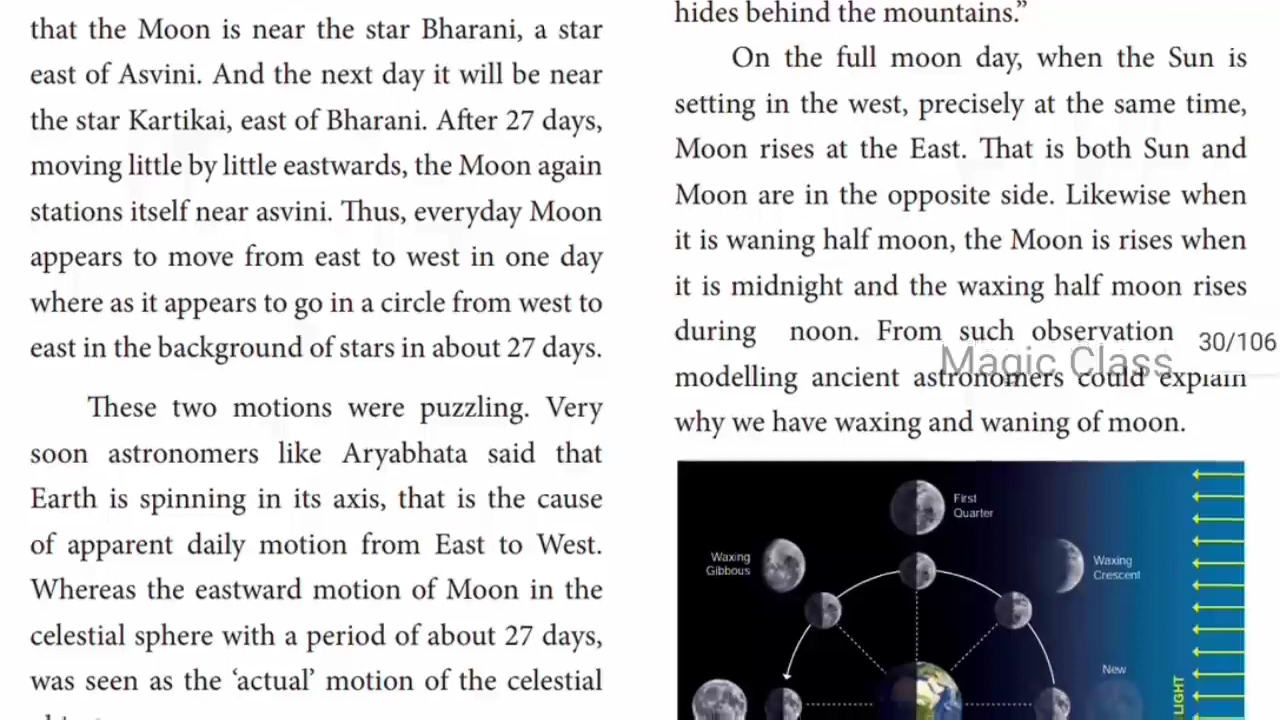 that the Moon is near the star Bharani, a star
east of Asvini. And the next day it will be near
the star Kartikai, east of Bharani. After 27 days,
moving little by little eastwards, the Moon again
stations itself near asvini. Thus, everyday Moon
appears to move from east to west in one day
where as it appears to go in a circle from west to
east in the background of stars in about 27 days.
These two motions were puzzling. Very
soon astronomers like Aryabhata said that
Earth is spinning in its axis, that is the cause
of apparent daily motion from East to West.
Whereas the eastward motion of Moon in the
celestial sphere with a period of about 27 days,
was seen as the ‘actual’ motion of the celestial
hides behind the mountains.”
On the full moon day, when the Sun is
setting in the west, precisely at the same time,
Moon rises at the East. That is both Sun and
Moon are in the opposite side. Likewise when
it is waning half moon, the Moon is rises when
it is midnight and the waxing half moon rises
during noon. From such observation
modelling ancient astronomers could explain
why we have waxing and waning of moon.
30/106
Magic Class
First
Quarter
Waxing
Gibbous
Waxing
Crescent
New
LIGHT